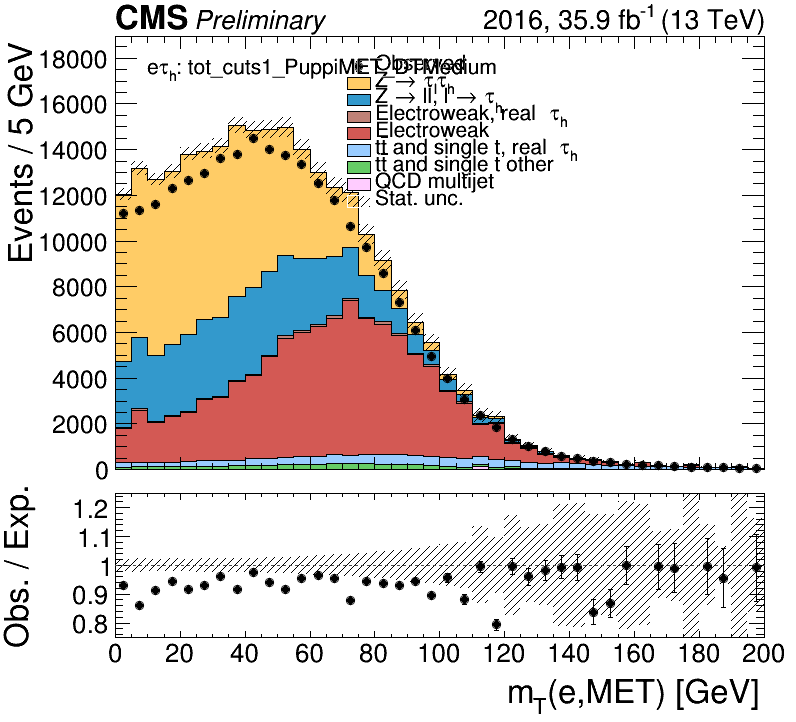 CMS Preliminary 2016, 35.9 fb⁻¹ (13 TeV)
Events / 5 GeV
18000
16000
14000
12000
10000
8000
6000
4000
2000
0
eτh: tot_cuts1_PuppiMET_DTMedium
Observed
Z → τlτh
Z → ll, l → τh
Electroweak, real τh
Electroweak
tt and single t, real τh
tt and single t other
QCD multijet
Stat. unc.
Obs. / Exp.
1.2
1.1
1
0.9
0.8
0 20 40 60 80 100 120 140 160 180 200
mT(e,MET) [GeV]